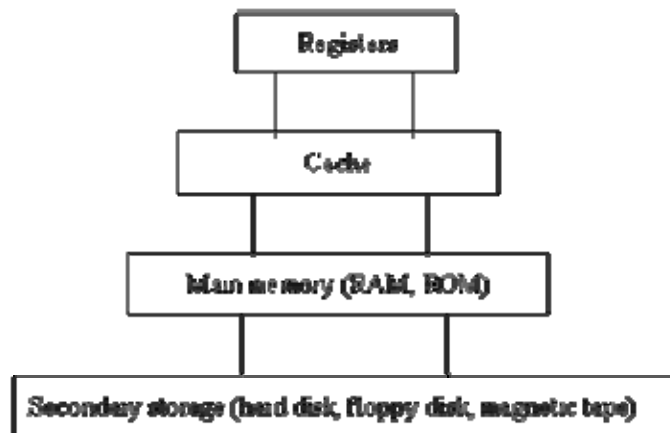 Registers
Cache
Main memory (RAM, ROM)
Secondary storage (hard disk, floppy disk, magnetic tape)